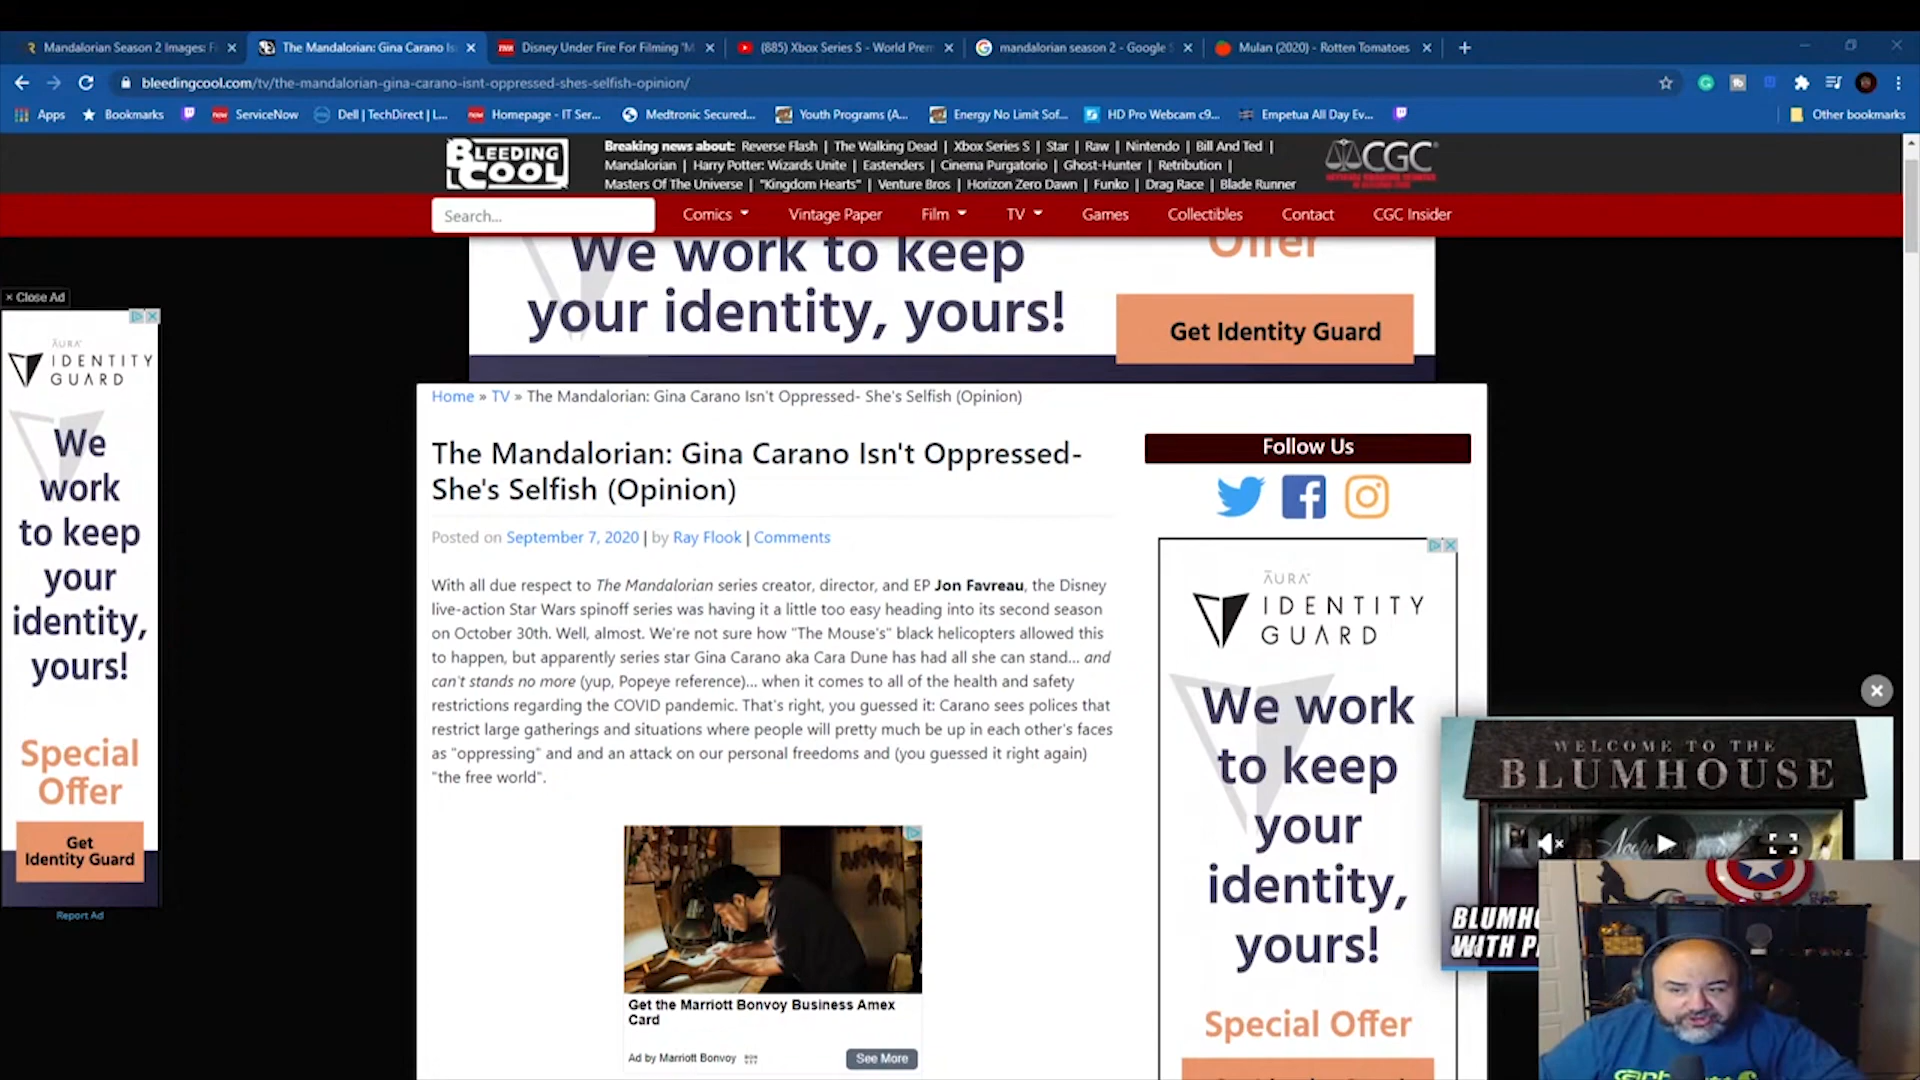 Mandalorian Season 2 Images: F
The Mandalorian: Gina Carano Is
Disney Under Fire For Filming "M
(885) Xbox Series S - World Prem
mandalorian season 2 - Google S
Mulan (2020) - Rotten Tomatoes
bleedingcool.com/tv/the-mandalorian-gina-carano-isnt-oppressed-shes-selfish-opinion/
Apps
Bookmarks
ServiceNow
Dell | TechDirect | L...
Homepage - IT Ser...
Medtronic Secured...
Youth Programs (A...
Energy No Limit Sof...
HD Pro Webcam c9...
Empetua All Day Ev...
Other bookmarks
BLEEDING
COOL
Breaking news about: Reverse Flash | The Walking Dead | Xbox Series S | Star | Raw | Nintendo | Bill And Ted |
Mandalorian | Harry Potter: Wizards Unite | Eastenders | Cinema Purgatorio | Ghost-Hunter | Retribution |
Masters Of The Universe | "Kingdom Hearts" | Venture Bros | Horizon Zero Dawn | Funko | Drag Race | Blade Runner
CGC
Search...
Comics
Vintage Paper
Film
TV
Games
Collectibles
Contact
CGC Insider
We work to keep
your identity, yours!
Offer
Get Identity Guard
× Close Ad
AURA
IDENTITY
GUARD
We
work
to keep
your
identity,
yours!
Special
Offer
Get
Identity Guard
Report Ad
Home » TV » The Mandalorian: Gina Carano Isn't Oppressed- She's Selfish (Opinion)
The Mandalorian: Gina Carano Isn't Oppressed-
She's Selfish (Opinion)
Posted on September 7, 2020 | by Ray Flook | Comments
With all due respect to The Mandalorian series creator, director, and EP Jon Favreau, the Disney
live-action Star Wars spinoff series was having it a little too easy heading into its second season
on October 30th. Well, almost. We're not sure how "The Mouse's" black helicopters allowed this
to happen, but apparently series star Gina Carano aka Cara Dune has had all she can stand... and
can't stands no more (yup, Popeye reference)... when it comes to all of the health and safety
restrictions regarding the COVID pandemic. That's right, you guessed it: Carano sees polices that
restrict large gatherings and situations where people will pretty much be up in each other's faces
as "oppressing" and and an attack on our personal freedoms and (you guessed it right again)
"the free world".
Get the Marriott Bonvoy Business Amex
Card
Ad by Marriott Bonvoy
See More
Follow Us
AURA
IDENTITY
GUARD
We work
to keep
your
identity,
yours!
Special Offer
WELCOME TO THE
BLUMHOUSE
BLUMHO
WITH P